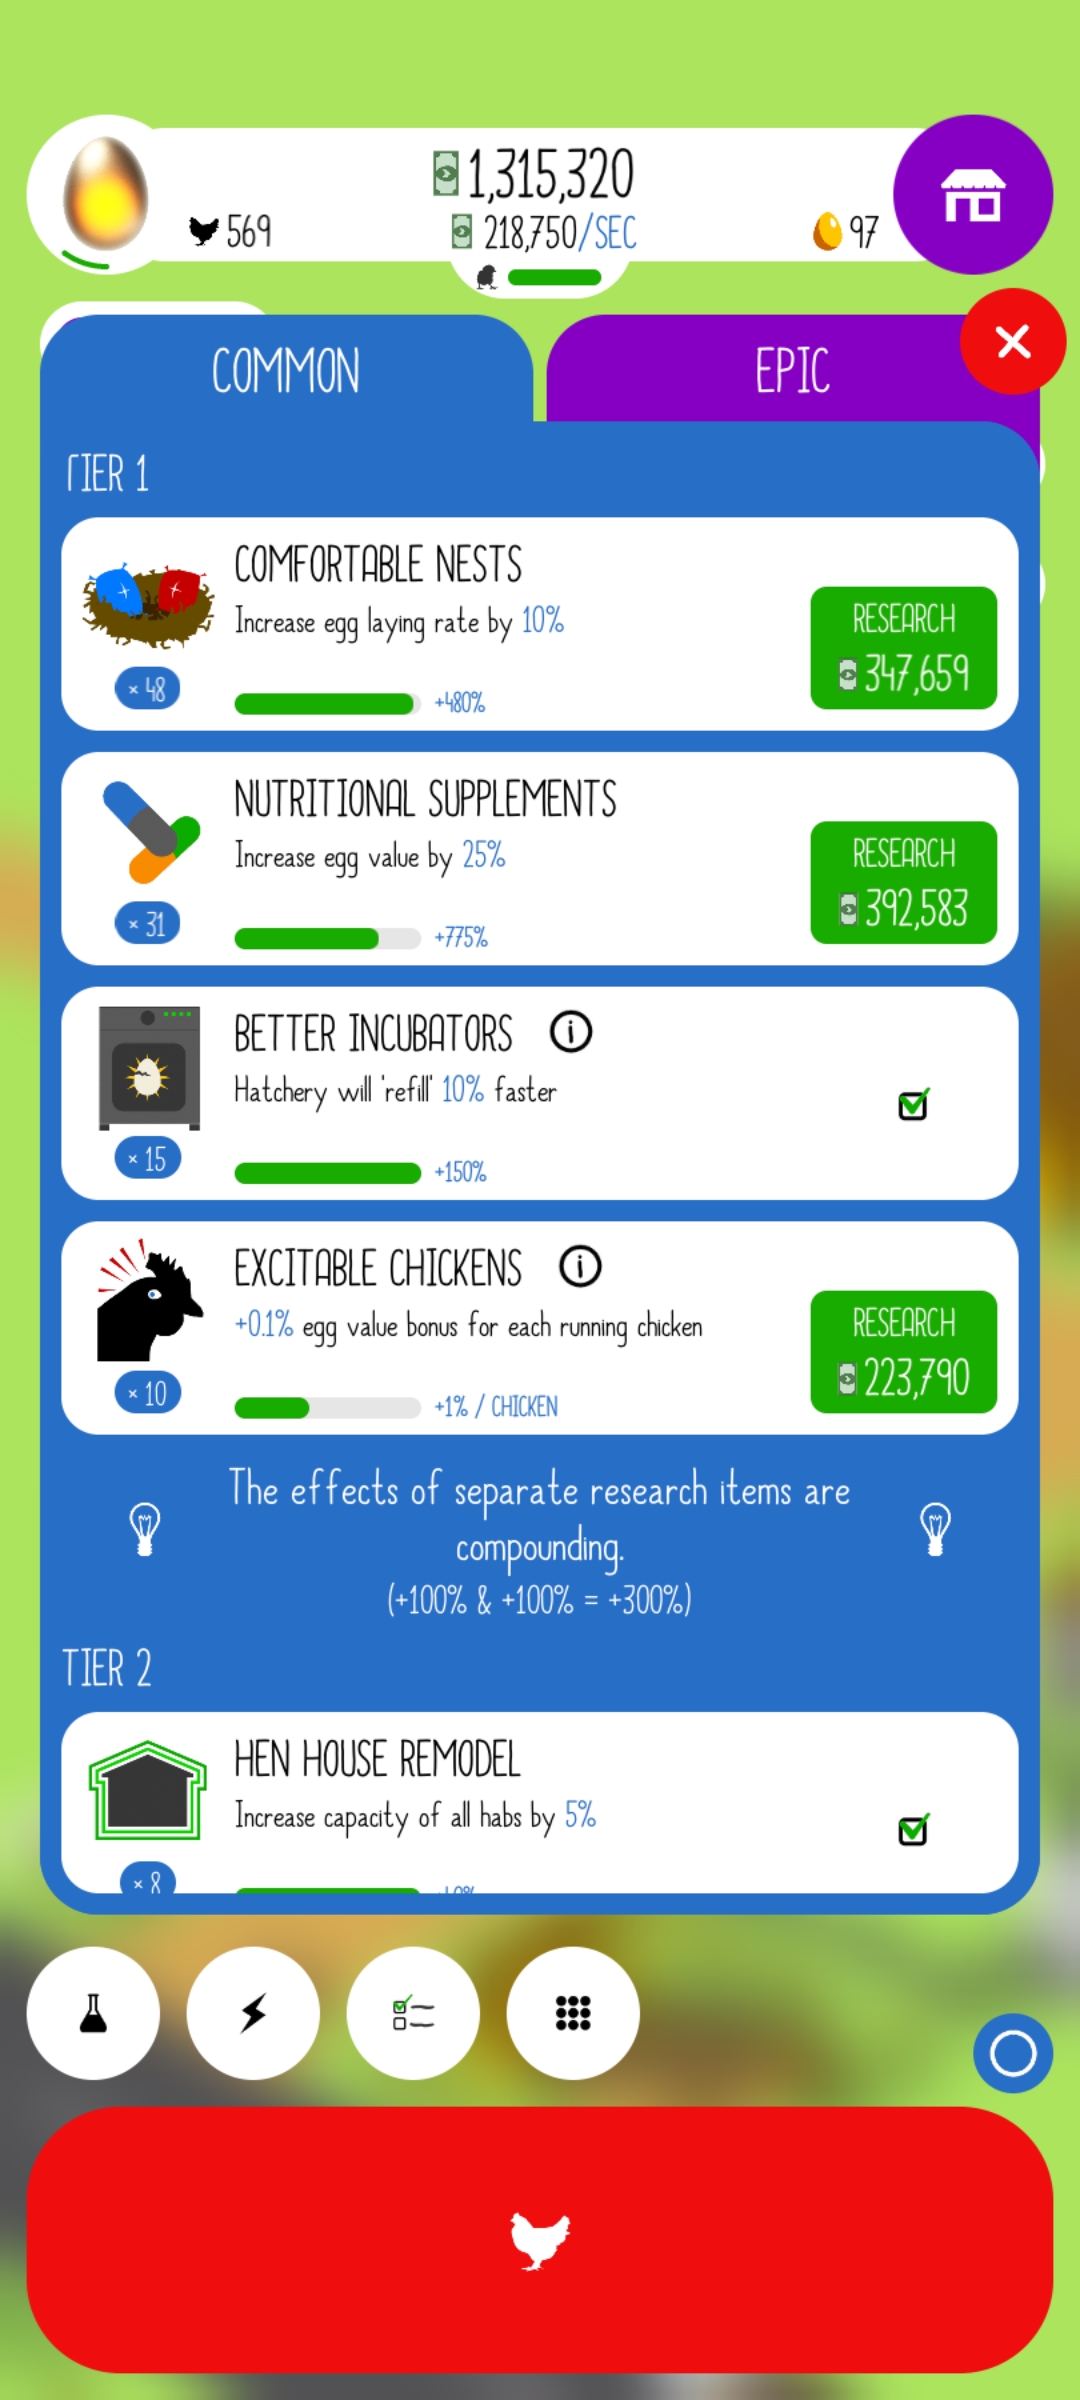 1,315,320
569
218,750/SEC
97
COMMON
EPIC
TIER 1
COMFORTABLE NESTS
Increase egg laying rate by 10%
RESEARCH
347,659
× 48
+480%
NUTRITIONAL SUPPLEMENTS
Increase egg value by 25%
RESEARCH
392,583
× 31
+775%
BETTER INCUBATORS
Hatchery will 'refill' 10% faster
× 15
+150%
EXCITABLE CHICKENS
+0.1% egg value bonus for each running chicken
RESEARCH
223,790
× 10
+1% / CHICKEN
The effects of separate research items are
compounding.
(+100% & +100% = +300%)
TIER 2
HEN HOUSE REMODEL
Increase capacity of all habs by 5%
× 8